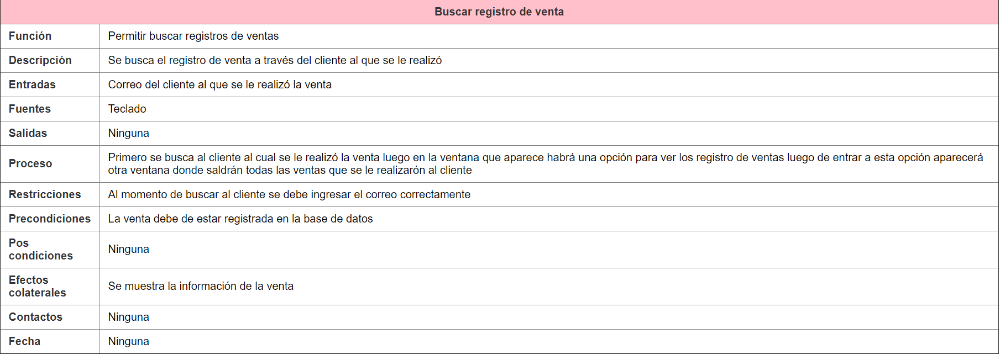 Buscar registro de venta
Función Permitir buscar registros de ventas
Descripción Se busca el registro de venta a través del cliente al que se le realizó
Entradas Correo del cliente al que se le realizó la venta
Fuentes Teclado
Salidas Ninguna
Proceso Primero se busca al cliente al cual se le realizó la venta luego en la ventana que aparece habrá una opción para ver los registro de ventas luego de entrar a esta opción aparecerá
otra ventana donde saldrán todas las ventas que se le realizarón al cliente
Restricciones Al momento de buscar al cliente se debe ingresar el correo correctamente
Precondiciones La venta debe de estar registrada en la base de datos
Pos
condiciones Ninguna
Efectos
colaterales Se muestra la información de la venta
Contactos Ninguna
Fecha Ninguna